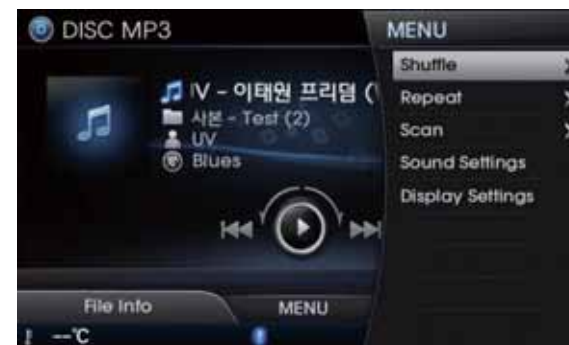 DISC MP3
IV - 이태원 프리덤 (
사본 - Test (2)
UV
Blues
File Info
MENU
--℃
MENU
Shuffle
Repeat
Scan
Sound Settings
Display Settings